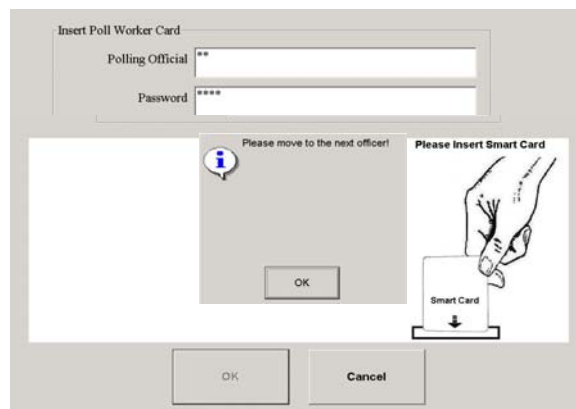 Insert Poll Worker Card
Polling Official **
Password ****
Please move to the next officer!
OK
Please Insert Smart Card
Smart Card
OK
Cancel